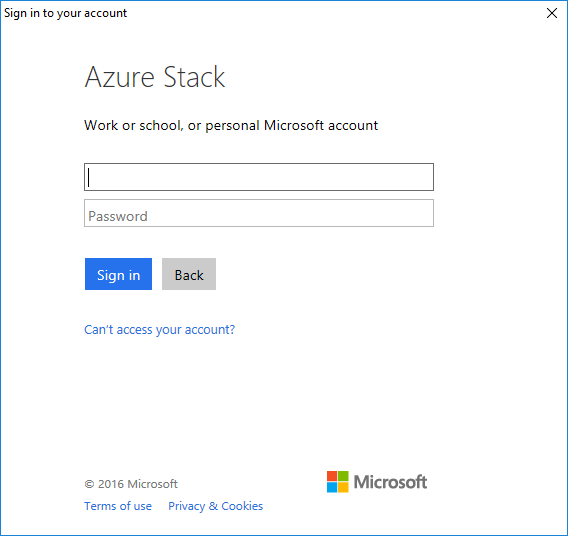 Sign in to your account
Azure Stack
Work or school, or personal Microsoft account
Password
Sign in Back
Can't access your account?
© 2016 Microsoft Microsoft
Terms of use Privacy & Cookies